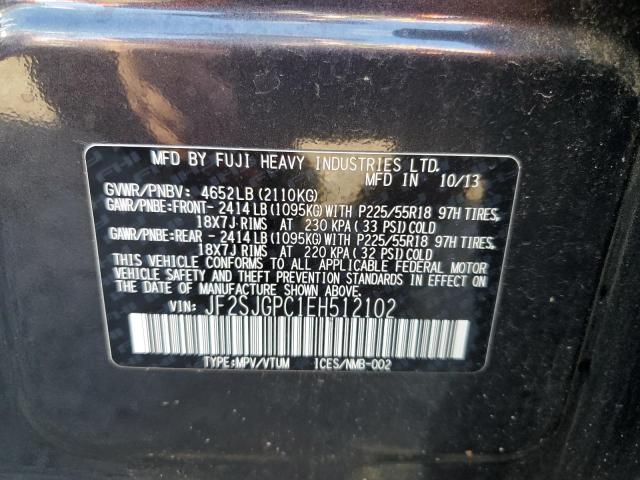 MFD BY FUJI HEAVY INDUSTRIES LTD.
MFD IN 10/13
GVWR/PNBV: 4652LB(2110KG)
GAWR/PNBE:FRONT-2414LB(1095KG)WITH P225/55R18 97H TIRES,
18X7J RIMS AT 230 KPA (33 PSI)COLD
GAWR/PNBE:REAR -2414LB(1095KG)WITH P225/55R18 97H TIRES,
18X7J RIMS AT 220 KPA (32 PSI)COLD
THIS VEHICLE CONFORMS TO ALL APPLICABLE FEDERAL MOTOR
VEHICLE SAFETY AND THEFT PREVENTION STANDARDS IN EFFECT ON
THE DATE OF MANUFACTURE SHOWN ABOVE.
VIN: JF2SJGPC1EH512102
TYPE:MPV/VTUM ICES/NMB-002